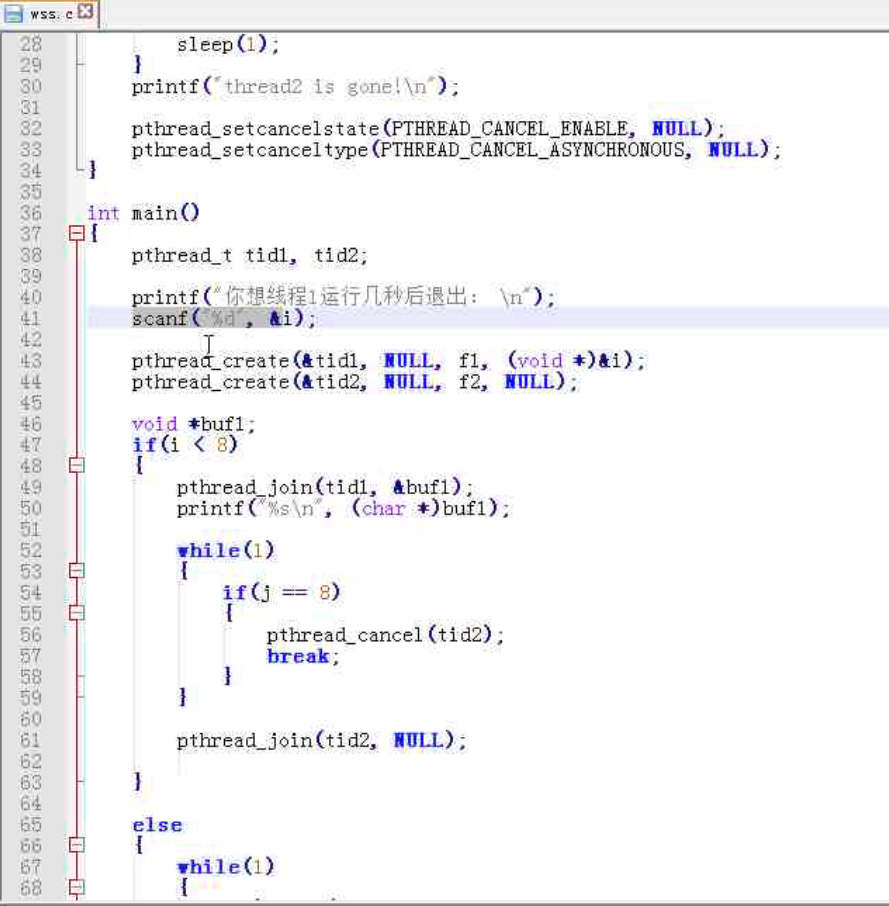 wss.c
28 sleep(1);
29 }
30 printf("thread2 is gone!\n");
31
32 pthread_setcancelstate(PTHREAD_CANCEL_ENABLE, NULL);
33 pthread_setcanceltype(PTHREAD_CANCEL_ASYNCHRONOUS, NULL);
34 }
35
36 int main()
37 {
38 pthread_t tid1, tid2;
39
40 printf("你想线程1运行几秒后退出： \n");
41 scanf("%d", &i);
42
43 pthread_create(&tid1, NULL, f1, (void *)&i);
44 pthread_create(&tid2, NULL, f2, NULL);
45
46 void *buf1;
47 if(i < 8)
48 {
49 pthread_join(tid1, &buf1);
50 printf("%s\n", (char *)buf1);
51
52 while(1)
53 {
54 if(j == 8)
55 {
56 pthread_cancel(tid2);
57 break;
58 }
59 }
60
61 pthread_join(tid2, NULL);
62
63 }
64
65 else
66 {
67 while(1)
68 {